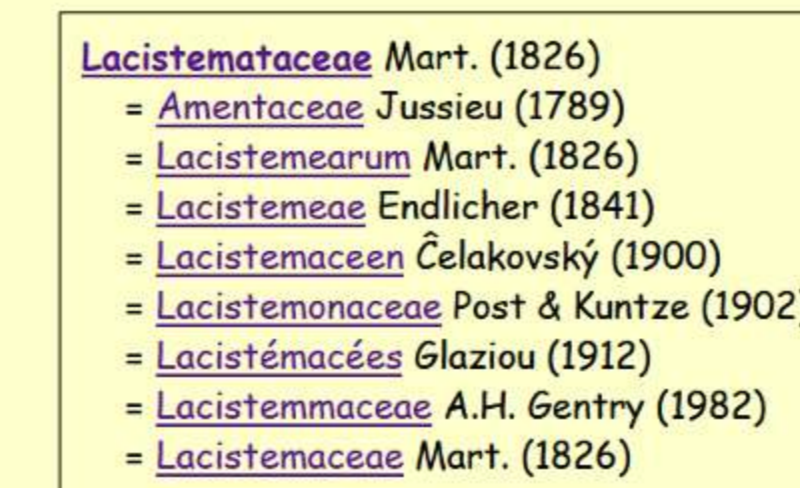 Lacistemataceae Mart. (1826)
= Amentaceae Jussieu (1789)
= Lacistemearum Mart. (1826)
= Lacistemeae Endlicher (1841)
= Lacistemaceen Ĉelakovský (1900)
= Lacistemonaceae Post & Kuntze (1902)
= Lacistémacées Glaziou (1912)
= Lacistemmaceae A.H. Gentry (1982)
= Lacistemaceae Mart. (1826)